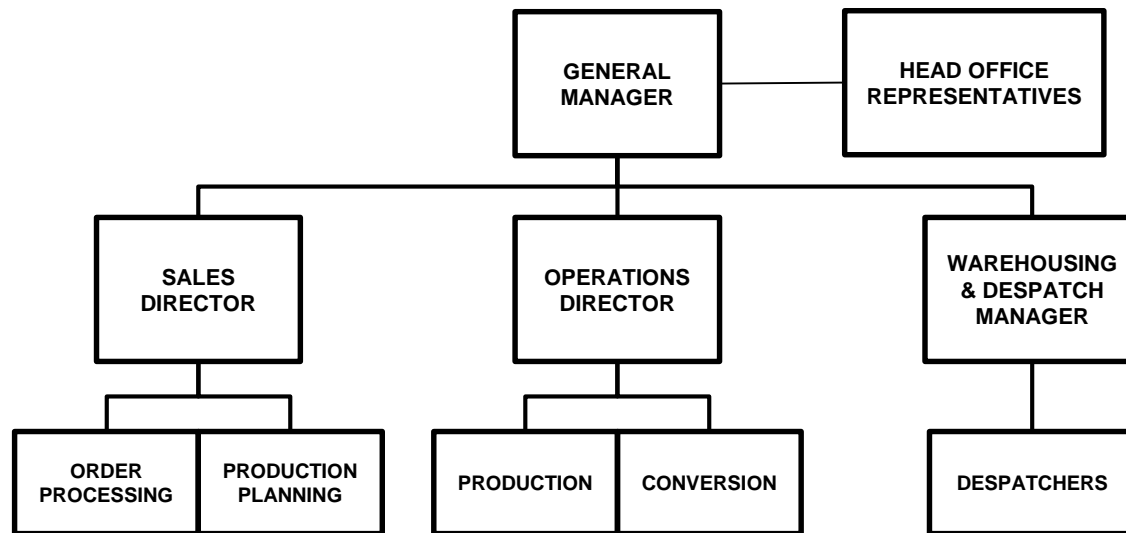 GENERAL
MANAGER
HEAD OFFICE
REPRESENTATIVES
SALES
DIRECTOR
OPERATIONS
DIRECTOR
WAREHOUSING
& DESPATCH
MANAGER
ORDER
PROCESSING
PRODUCTION
PLANNING
PRODUCTION
CONVERSION
DESPATCHERS